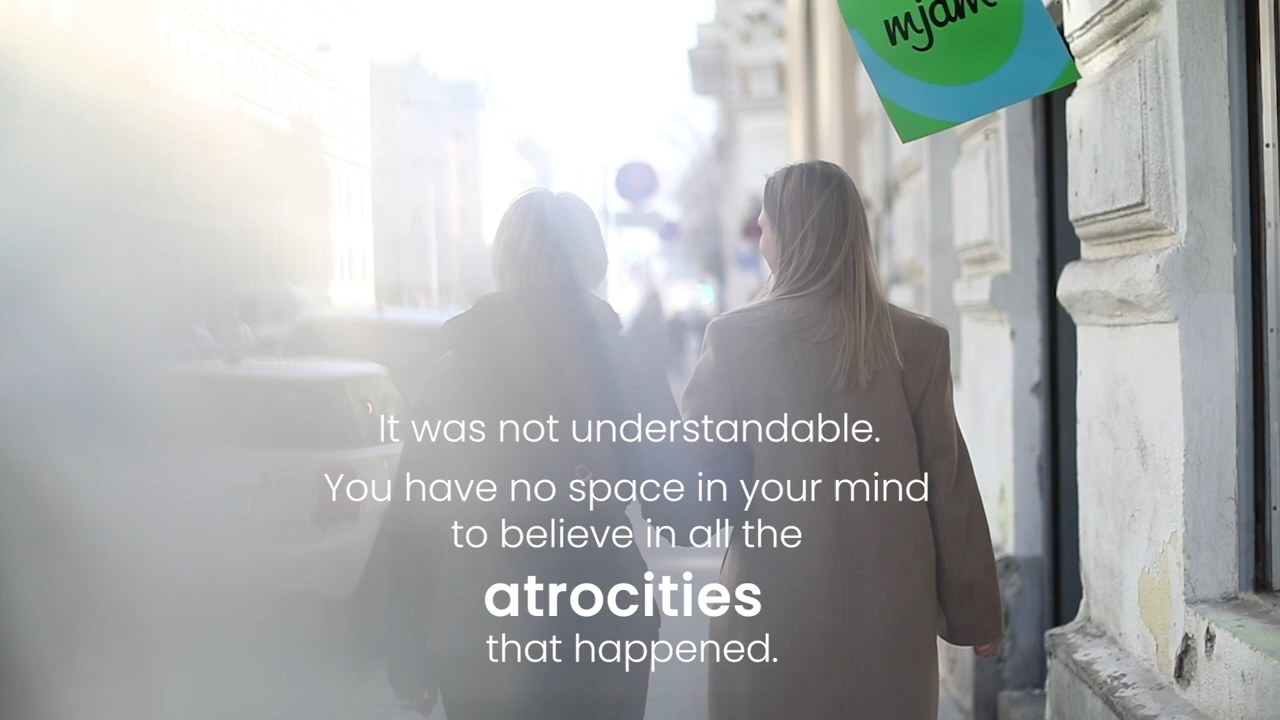 mjam
It was not understandable.
You have no space in your mind
to believe in all the
atrocities
that happened.